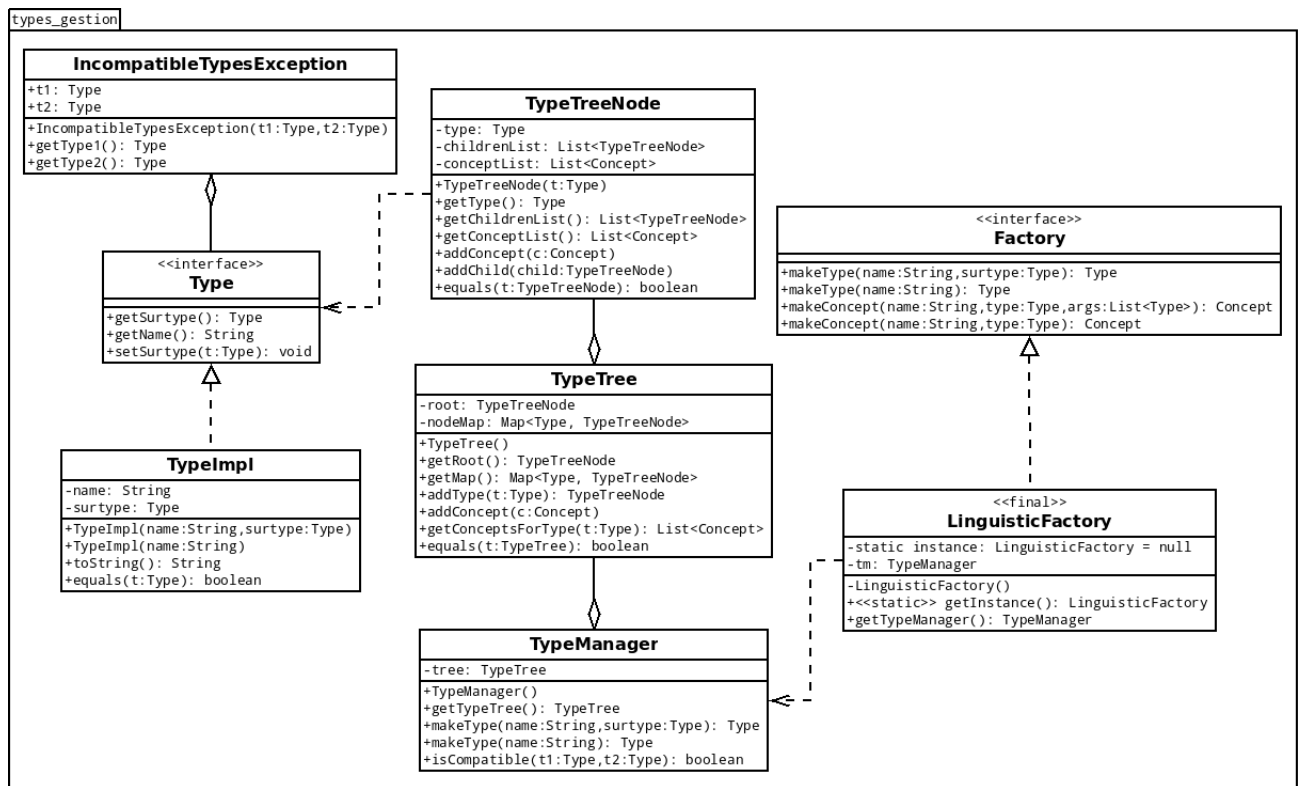 types_gestion
IncompatibleTypesException
+t1: Type
+t2: Type
+IncompatibleTypesException(t1:Type,t2:Type)
+getType1(): Type
+getType2(): Type
TypeTreeNode
-type: Type
-childrenList: List<TypeTreeNode>
-conceptList: List<Concept>
+TypeTreeNode(t:Type)
+getType(): Type
+getChildrenList(): List<TypeTreeNode>
+getConceptList(): List<Concept>
+addConcept(c:Concept)
+addChild(child:TypeTreeNode)
+equals(t:TypeTreeNode): boolean
<<interface>>
Factory
+makeType(name:String,surtype:Type): Type
+makeType(name:String): Type
+makeConcept(name:String,type:Type,args:List<Type>): Concept
+makeConcept(name:String,type:Type): Concept
<<interface>>
Type
+getSurtype(): Type
+getName(): String
+setSurtype(t:Type): void
TypeTree
-root: TypeTreeNode
-nodeMap: Map<Type, TypeTreeNode>
+TypeTree()
+getRoot(): TypeTreeNode
+getMap(): Map<Type, TypeTreeNode>
+addType(t:Type): TypeTreeNode
+addConcept(c:Concept)
+getConceptsForType(t:Type): List<Concept>
+equals(t:TypeTree): boolean
TypeImpl
-name: String
-surtype: Type
+TypeImpl(name:String,surtype:Type)
+TypeImpl(name:String)
+toString(): String
+equals(t:Type): boolean
<<final>>
LinguisticFactory
-static instance: LinguisticFactory = null
-tm: TypeManager
-LinguisticFactory()
+<<static>> getInstance(): LinguisticFactory
+getTypeManager(): TypeManager
TypeManager
-tree: TypeTree
+TypeManager()
+getTypeTree(): TypeTree
+makeType(name:String,surtype:Type): Type
+makeType(name:String): Type
+isCompatible(t1:Type,t2:Type): boolean